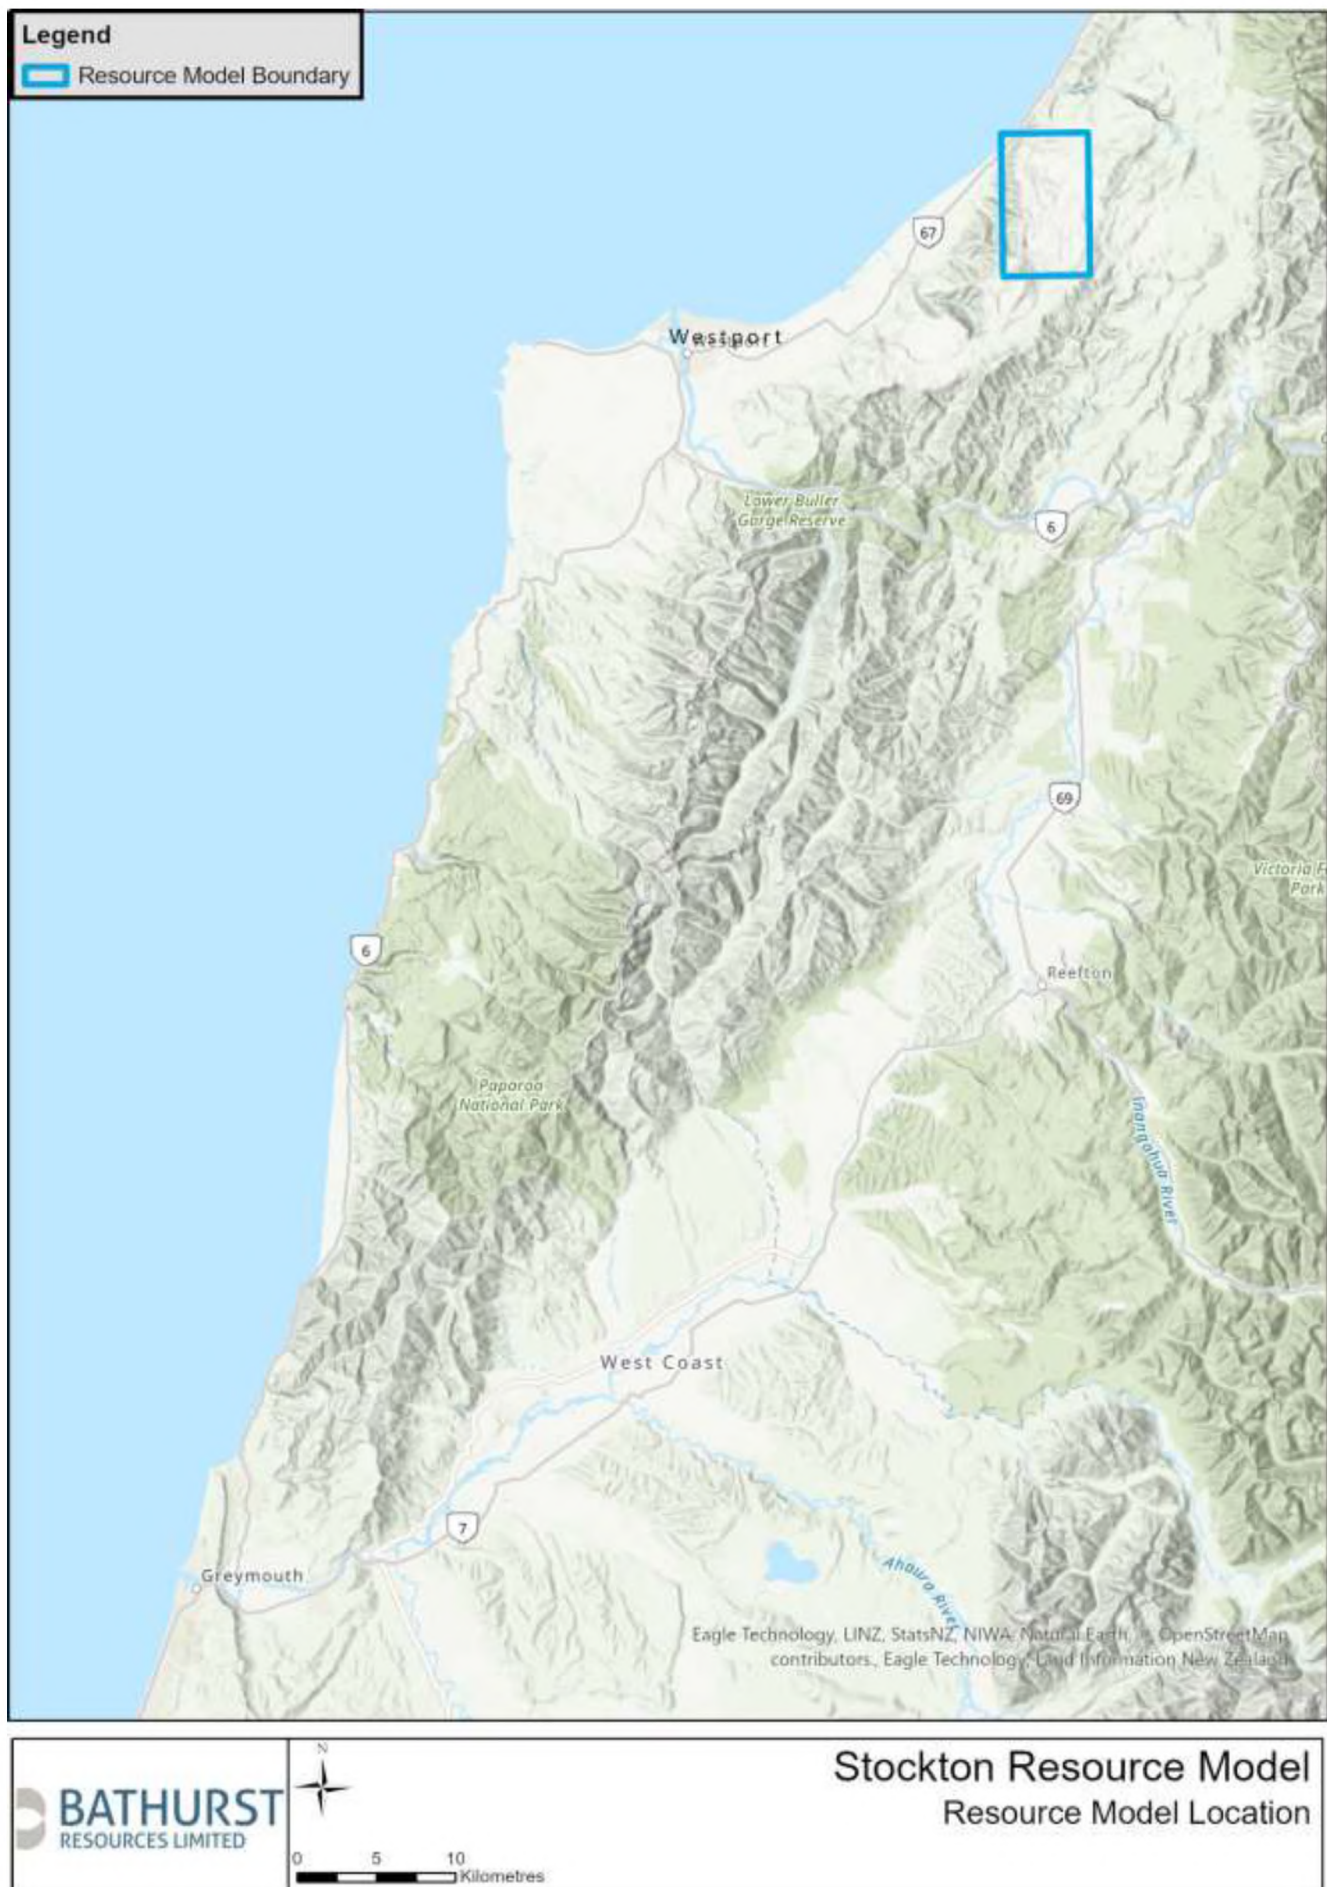 Legend
Resource Model Boundary
67
Westport
Lower Buller
Gorge Reserve
6
69
Victoria F
Park
6
Reefton
Paparoa
National Park
Inangahua River
West Coast
7
Greymouth
Ahaura River
Eagle Technology, LINZ, StatsNZ, NIWA, Natural Earth, © OpenStreetMap
contributors., Eagle Technology, Land Information New Zealand
BATHURST
RESOURCES LIMITED
N
0 5 10
Kilometres
Stockton Resource Model
Resource Model Location